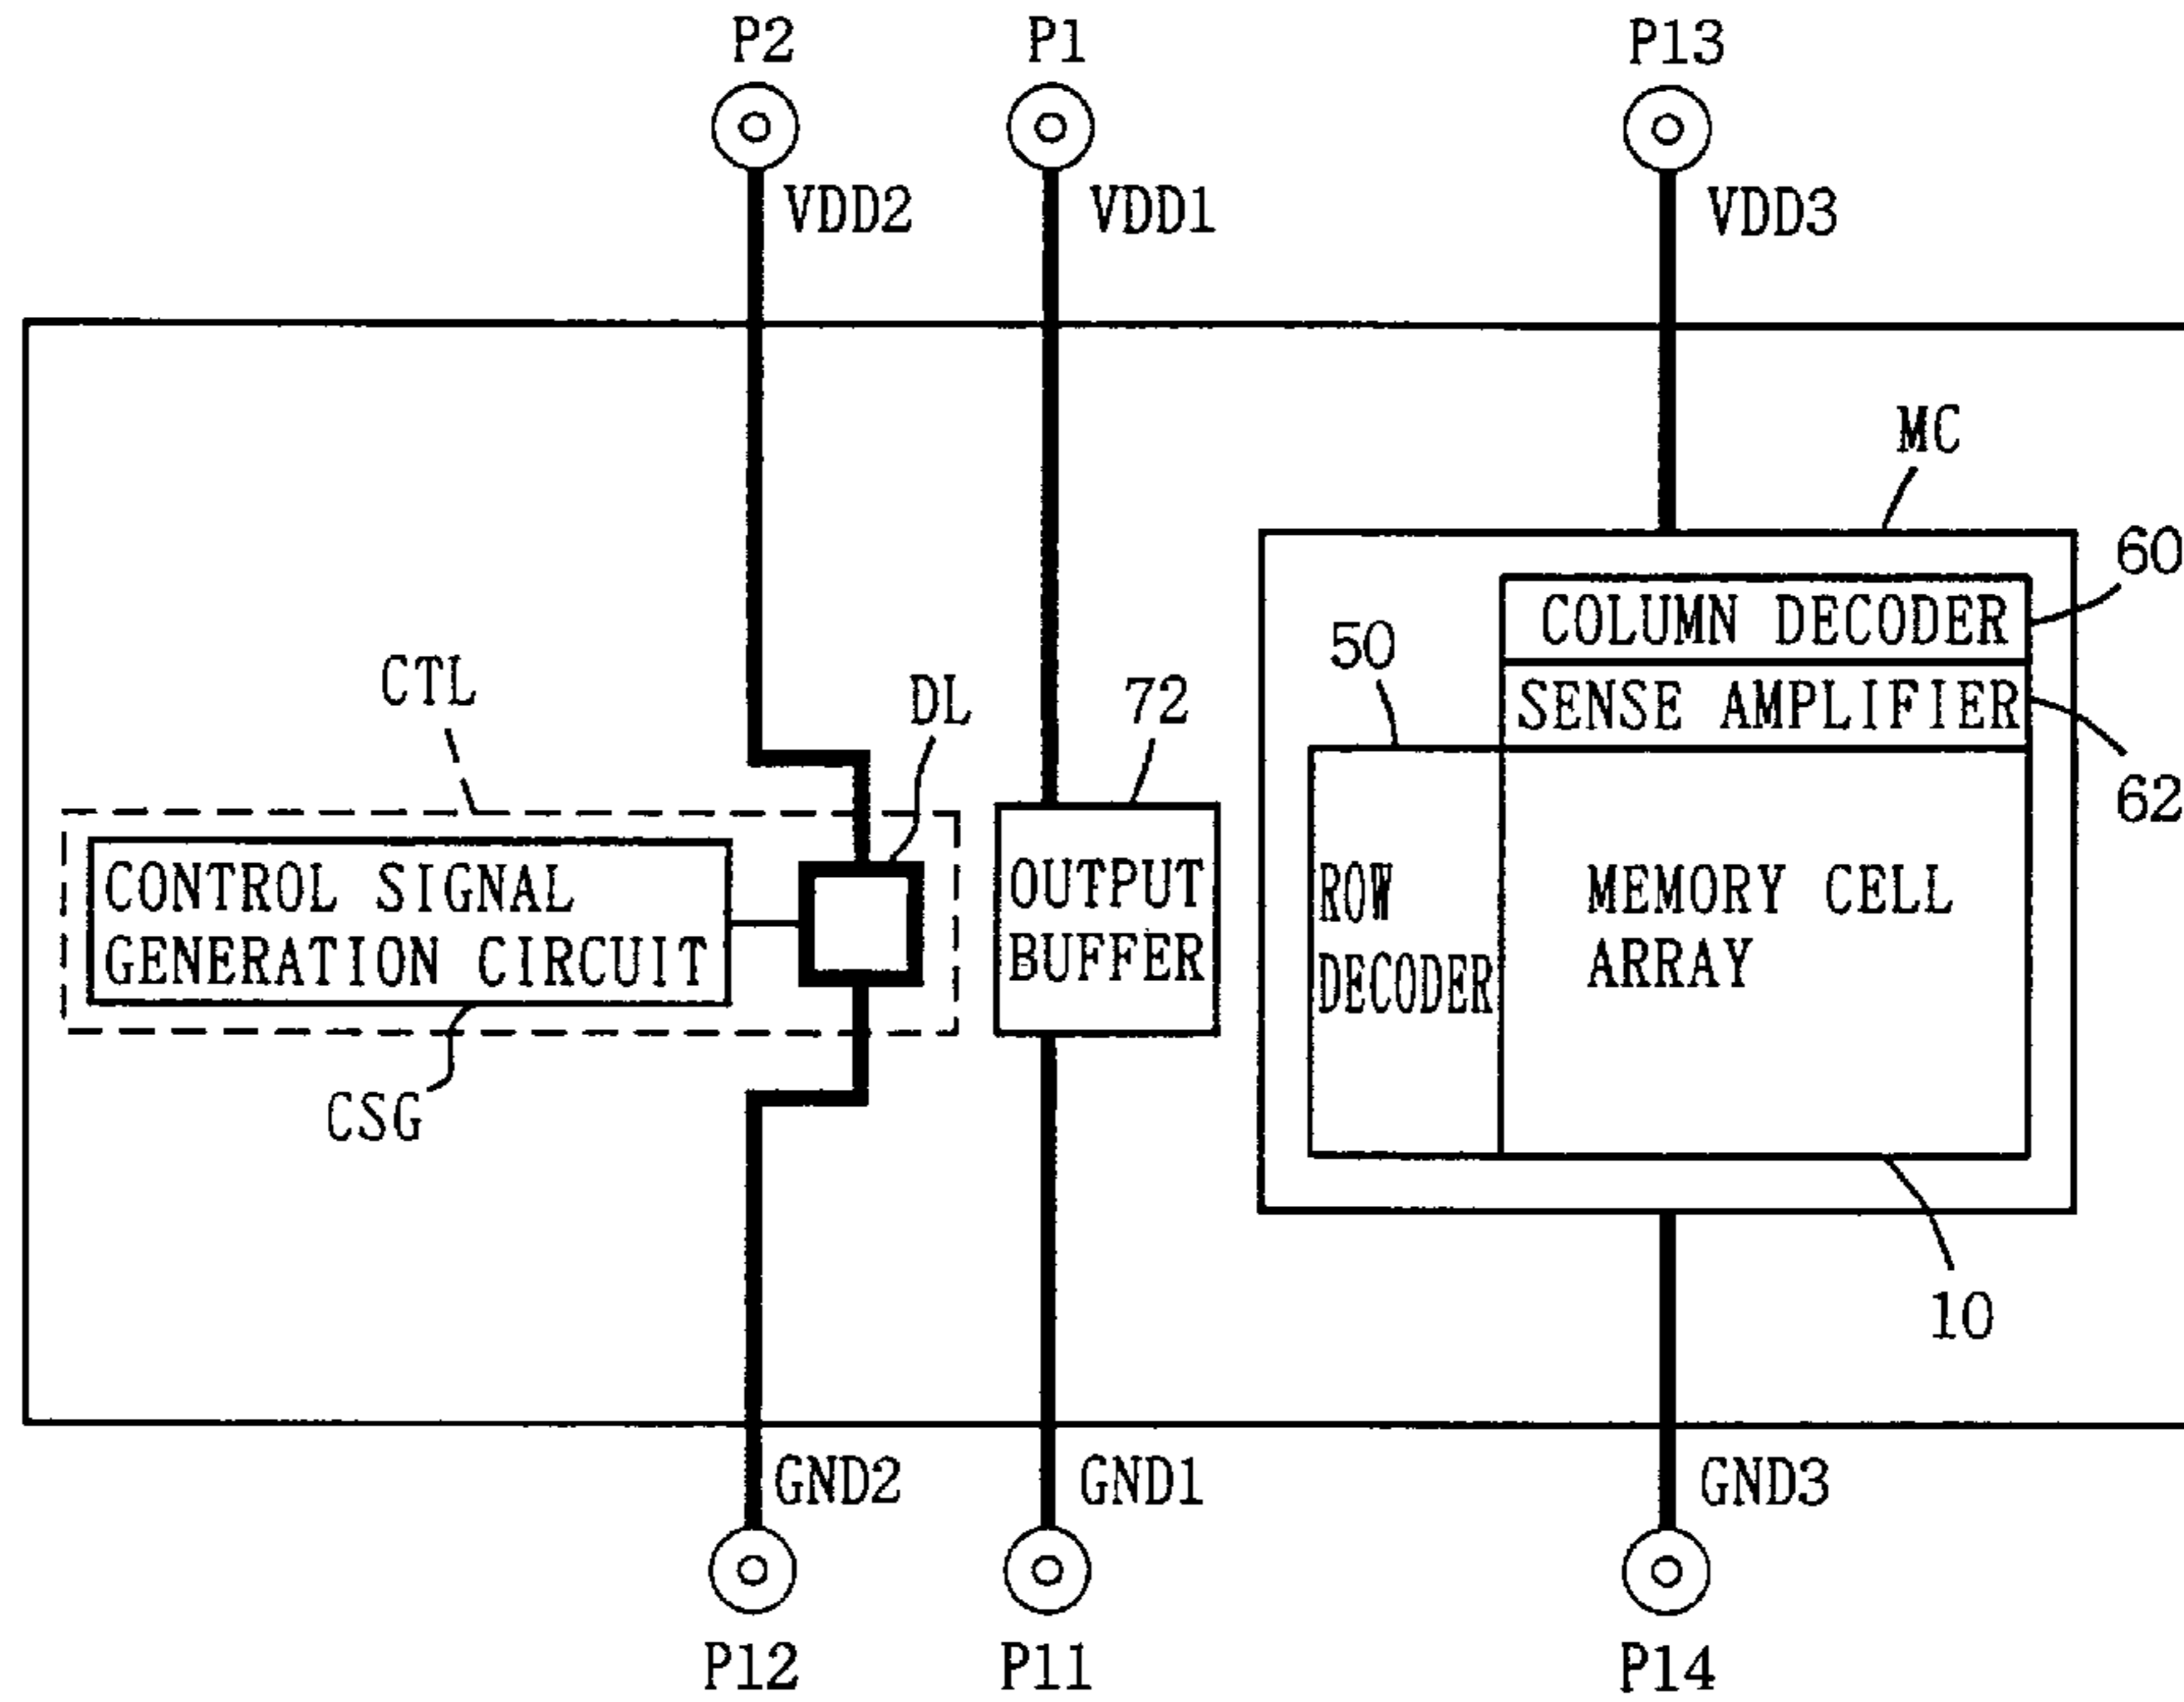 P2
P1
P13
VDD2
VDD1
VDD3
MC
60
COLUMN DECODER
50
SENSE AMPLIFIER
CTL
DL
72
62
CONTROL SIGNAL
GENERATION CIRCUIT
OUTPUT
BUFFER
ROW
DECODER
MEMORY CELL
ARRAY
CSG
10
GND2
GND1
GND3
P12
P11
P14